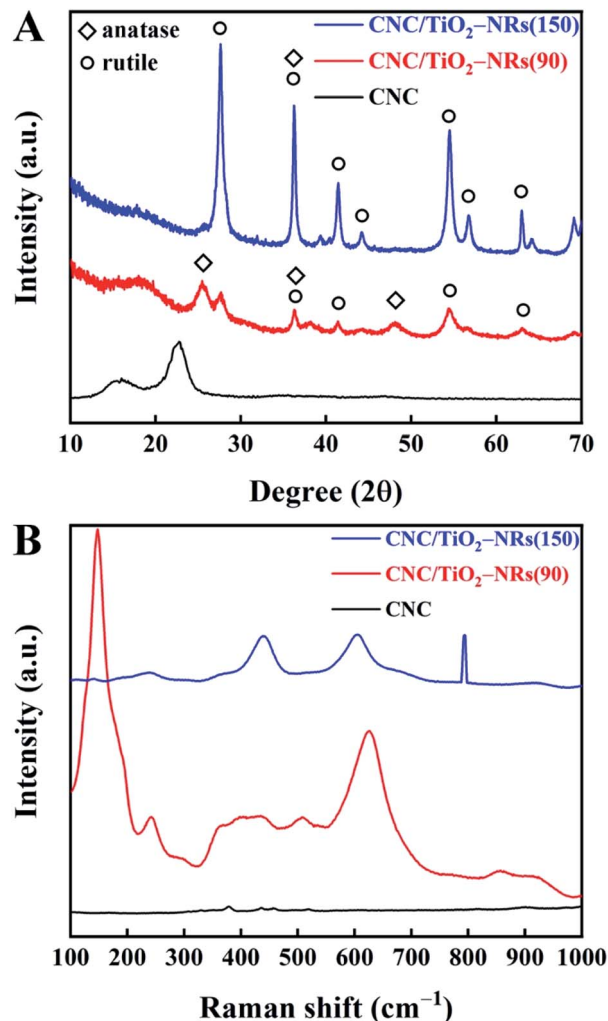 A
◇ anatase
○ rutile
CNC/TiO₂–NRs(150)
CNC/TiO₂–NRs(90)
CNC
Intensity (a.u.)
10 20 30 40 50 60 70
Degree (2θ)
B
CNC/TiO₂–NRs(150)
CNC/TiO₂–NRs(90)
CNC
Intensity (a.u.)
100 200 300 400 500 600 700 800 900 1000
Raman shift (cm⁻¹)